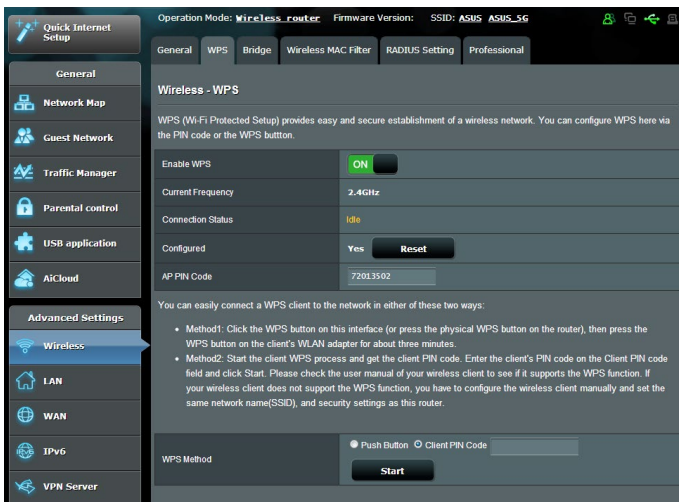 Quick Internet
Setup
Operation Mode: Wireless router Firmware Version: SSID: ASUS ASUS_5G
General WPS Bridge Wireless MAC Filter RADIUS Setting Professional
General
Network Map
Guest Network
Traffic Manager
Parental control
USB application
AiCloud
Advanced Settings
Wireless
LAN
WAN
IPv6
VPN Server
Wireless - WPS
WPS (Wi-Fi Protected Setup) provides easy and secure establishment of a wireless network. You can configure WPS here via
the PIN code or the WPS buttton.
Enable WPS ON
Current Frequency 2.4GHz
Connection Status Idle
Configured Yes Reset
AP PIN Code 72013502
You can easily connect a WPS client to the network in either of these two ways:
• Method1: Click the WPS button on this interface (or press the physical WPS button on the router), then press the
WPS button on the client's WLAN adapter for about three minutes.
• Method2: Start the client WPS process and get the client PIN code. Enter the client's PIN code on the Client PIN code
field and click Start. Please check the user manual of your wireless client to see if it supports the WPS function. If
your wireless client does not support the WPS function, you have to configure the wireless client manually and set the
same network name(SSID), and security settings as this router.
WPS Method Push Button Client PIN Code
Start